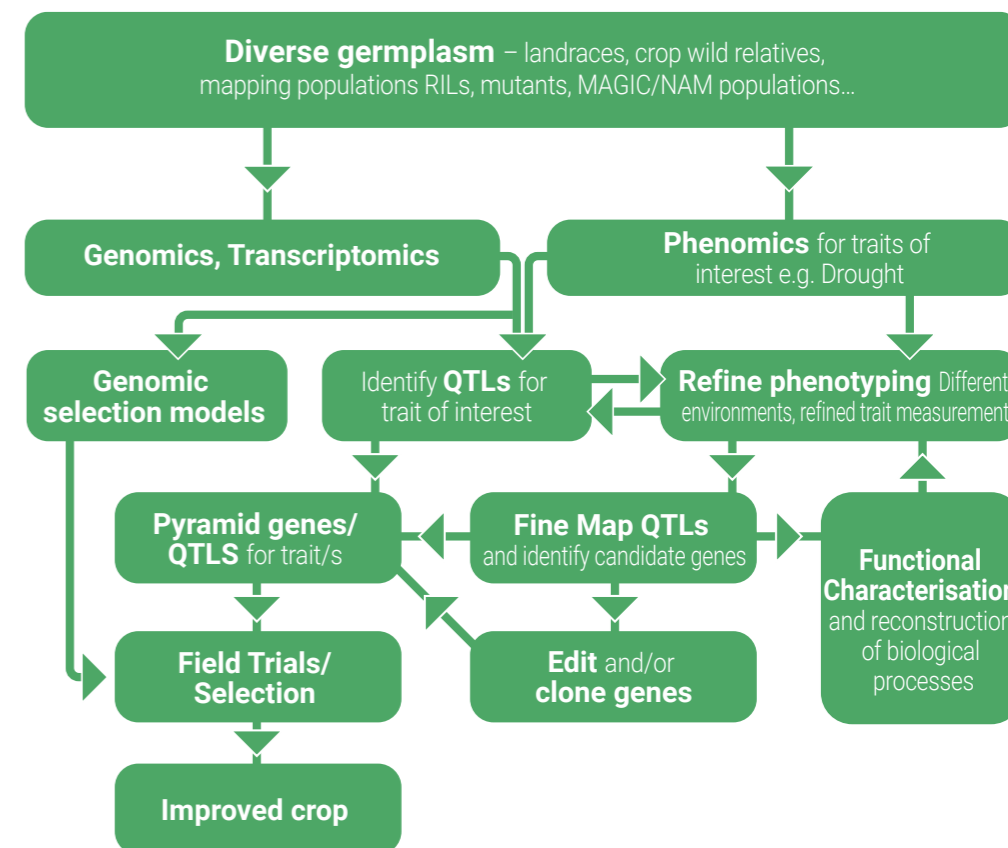 Diverse germplasm – landraces, crop wild relatives,
mapping populations RILs, mutants, MAGIC/NAM populations...
Genomics, Transcriptomics
Phenomics for traits of
interest e.g. Drought
Genomic
selection models
Identify QTLs for
trait of interest
Refine phenotyping Different
environments, refined trait measurement
Pyramid genes/
QTLS for trait/s
Fine Map QTLs
and identify candidate genes
Functional
Characterisation
and reconstruction
of biological
processes
Field Trials/
Selection
Edit and/or
clone genes
Improved crop